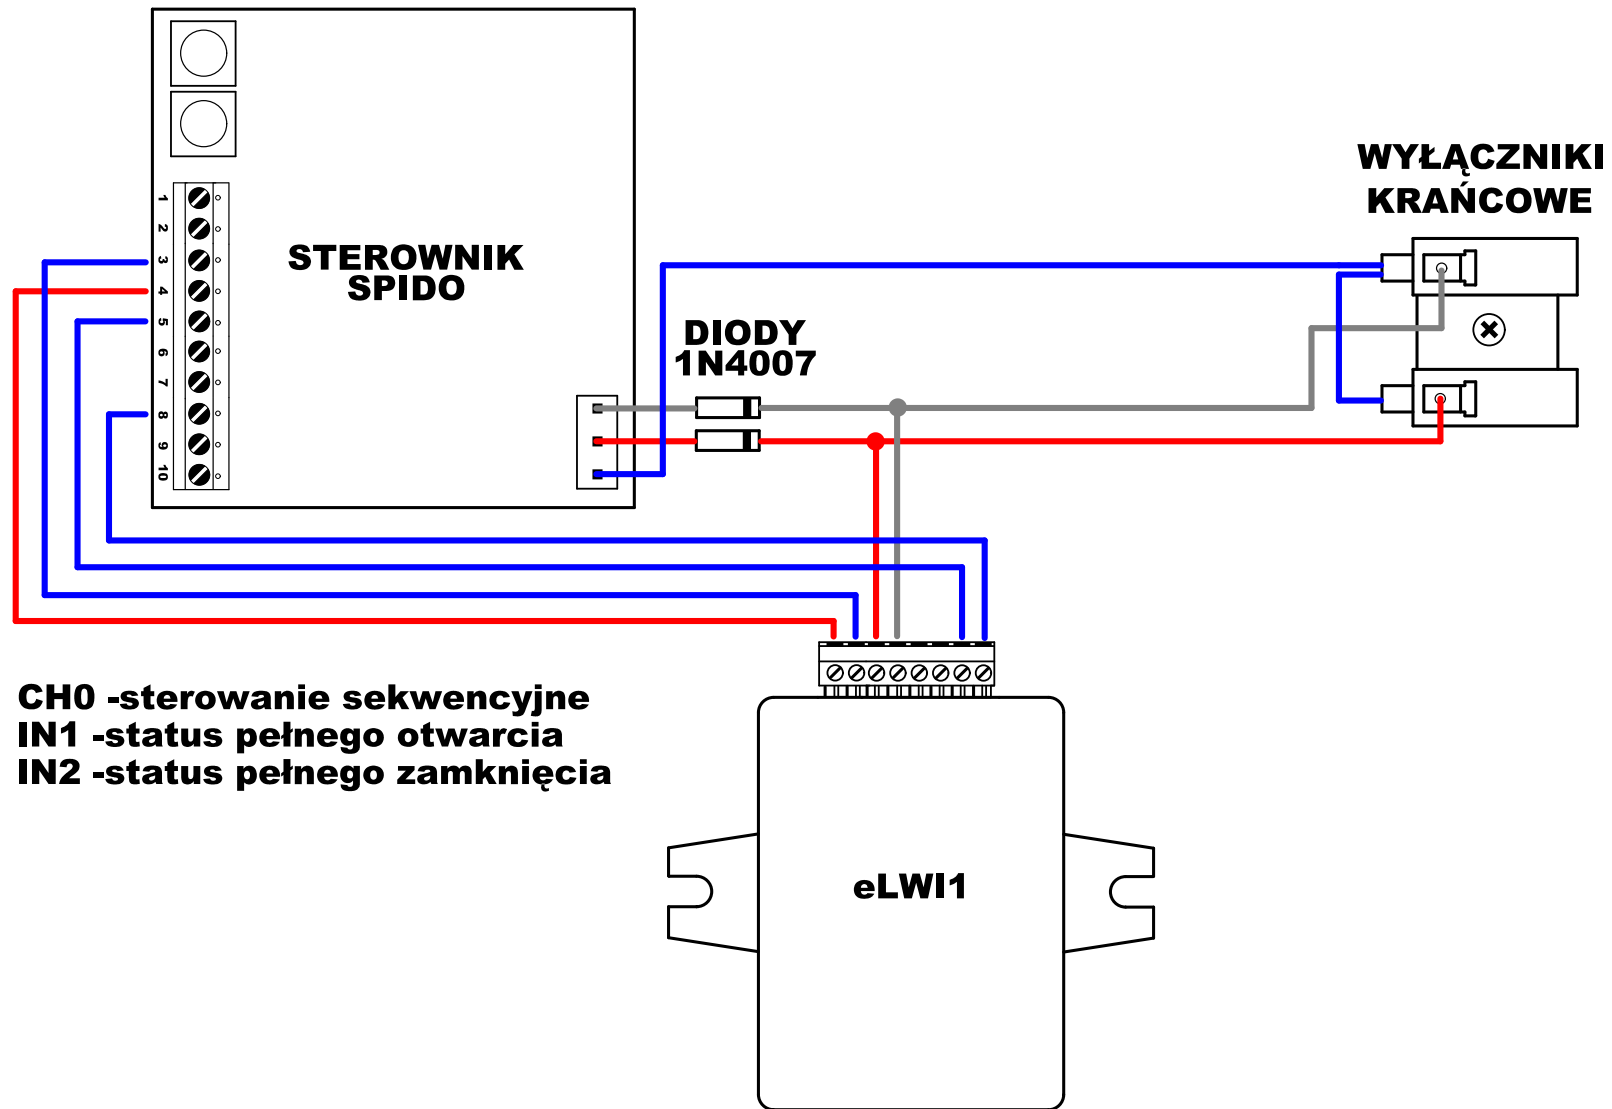 WYŁĄCZNIKI
KRAŃCOWE
STEROWNIK
SPIDO
1
2
3
4
5
6
7
8
9
10
DIODY
1N4007
CH0 -sterowanie sekwencyjne
IN1 -status pełnego otwarcia
IN2 -status pełnego zamknięcia
eLWI1